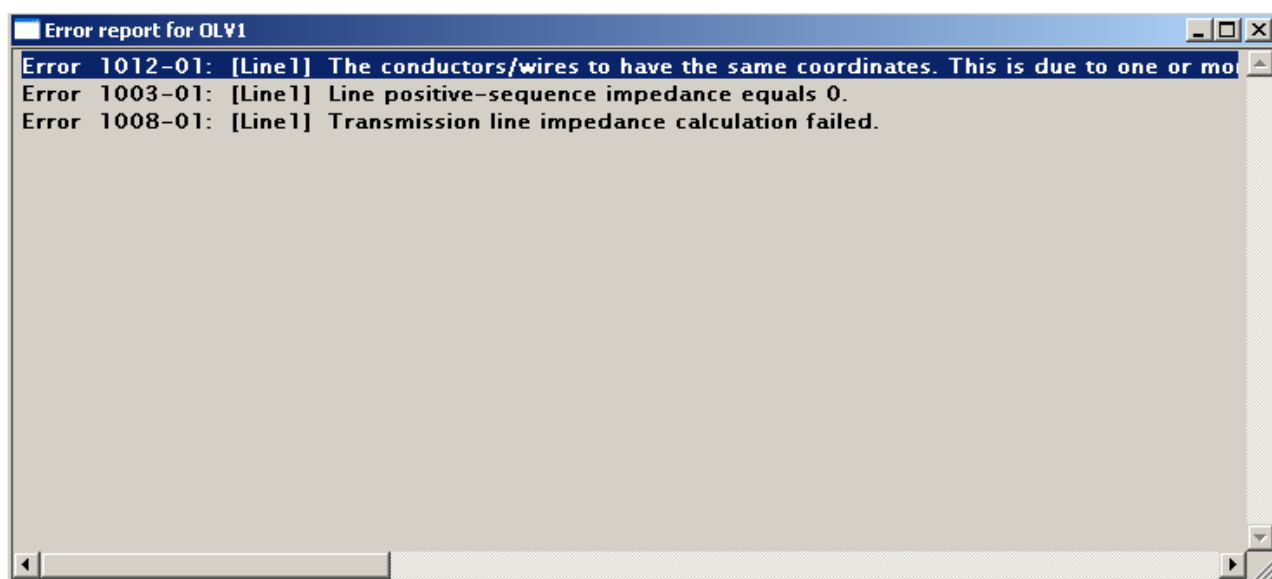 Error report for OLV1
Error 1012-01: [Line1] The conductors/wires to have the same coordinates. This is due to one or
Error 1003-01: [Line1] Line positive-sequence impedance equals 0.
Error 1008-01: [Line1] Transmission line impedance calculation failed.